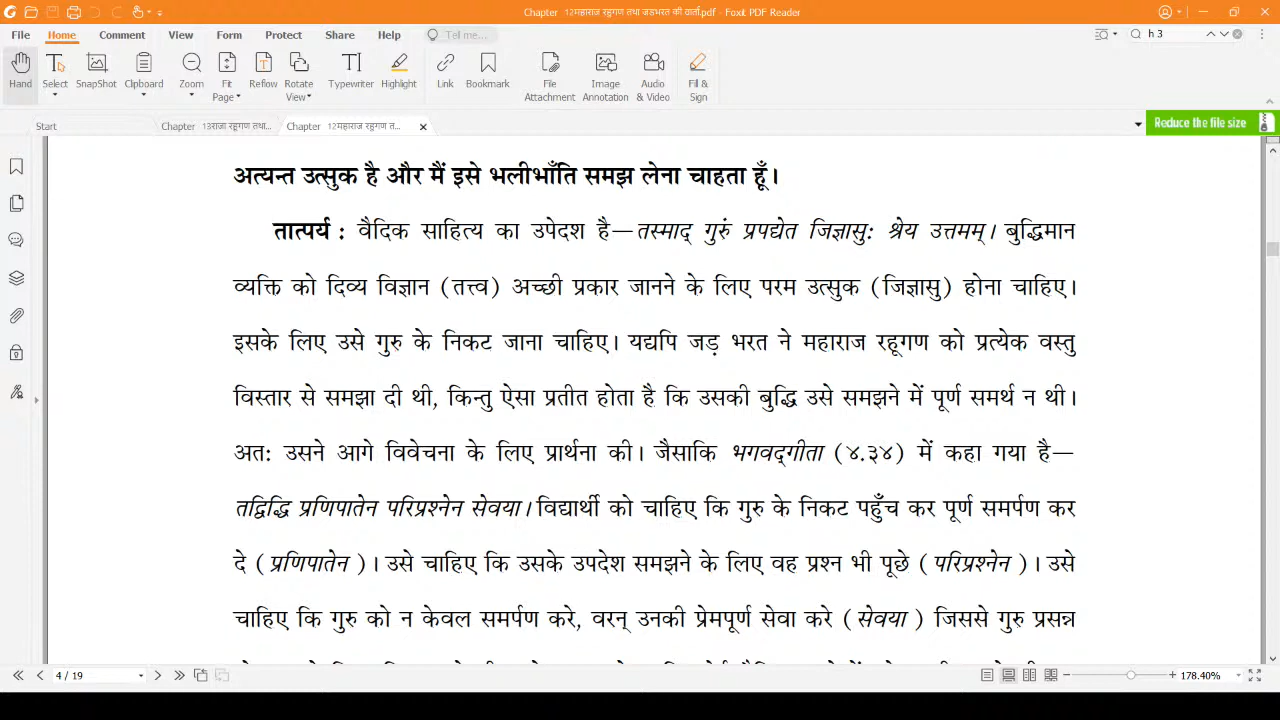 Chapter 12महाराज रहूगण तथा जडभरत की वार्ता.pdf - Foxit PDF Reader
File Home Comment View Form Protect Share Help Tell me... h 3
Hand Select SnapShot Clipboard Zoom Fit Page Reflow Rotate View Typewriter Highlight Link Bookmark File Attachment Image Annotation Audio & Video Fill & Sign
Start Chapter 13राजा रहूगण तथा... Chapter 12महाराज रहूगण त... Reduce the file size
अत्यन्त उत्सुक है और मैं इसे भलीभाँति समझ लेना चाहता हूँ।
तात्पर्य : वैदिक साहित्य का उपेदश है—तस्माद् गुरुं प्रपद्येत जिज्ञासु: श्रेय उत्तमम्। बुद्धिमान
व्यक्ति को दिव्य विज्ञान (तत्त्व) अच्छी प्रकार जानने के लिए परम उत्सुक (जिज्ञासु) होना चाहिए।
इसके लिए उसे गुरु के निकट जाना चाहिए। यद्यपि जड़ भरत ने महाराज रहूगण को प्रत्येक वस्तु
विस्तार से समझा दी थी, किन्तु ऐसा प्रतीत होता है कि उसकी बुद्धि उसे समझने में पूर्ण समर्थ न थी।
अत: उसने आगे विवेचना के लिए प्रार्थना की। जैसाकि भगवद्‌गीता (४.३४) में कहा गया है—
तद्विद्धि प्रणिपातेन परिप्रश्नेन सेवया। विद्यार्थी को चाहिए कि गुरु के निकट पहुँच कर पूर्ण समर्पण कर
दे (प्रणिपातेन )। उसे चाहिए कि उसके उपदेश समझने के लिए वह प्रश्न भी पूछे (परिप्रश्नेन )। उसे
चाहिए कि गुरु को न केवल समर्पण करे, वरन् उनकी प्रेमपूर्ण सेवा करे (सेवया ) जिससे गुरु प्रसन्न
4 / 19 178.40%